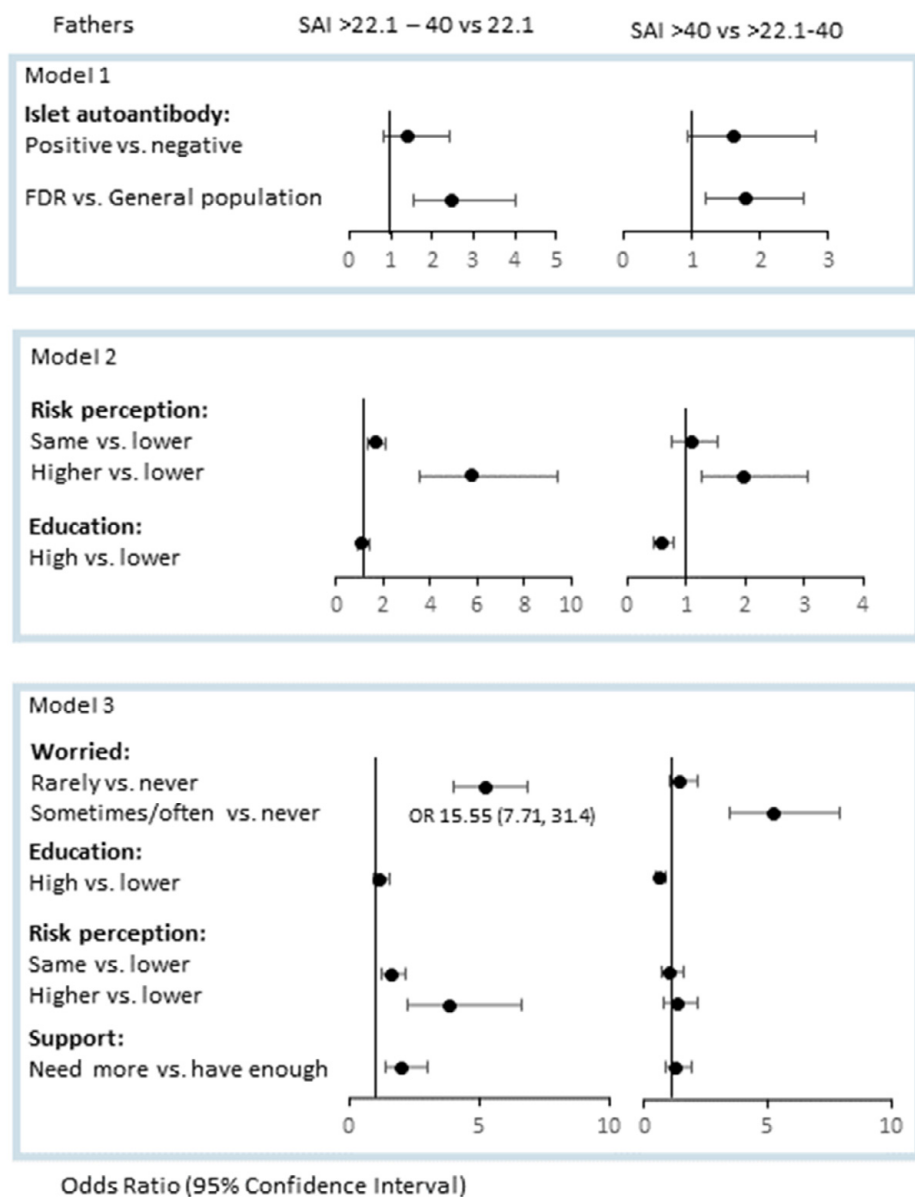 Fathers SAI >22.1 – 40 vs 22.1 SAI >40 vs >22.1-40
Model 1
Islet autoantibody:
Positive vs. negative
FDR vs. General population
0 1 2 3 4 5 0 1 2 3
Model 2
Risk perception:
Same vs. lower
Higher vs. lower
Education:
High vs. lower
0 2 4 6 8 10 0 1 2 3 4
Model 3
Worried:
Rarely vs. never
Sometimes/often vs. never OR 15.55 (7.71, 31.4)
Education:
High vs. lower
Risk perception:
Same vs. lower
Higher vs. lower
Support:
Need more vs. have enough
0 5 10 0 5 10
Odds Ratio (95% Confidence Interval)